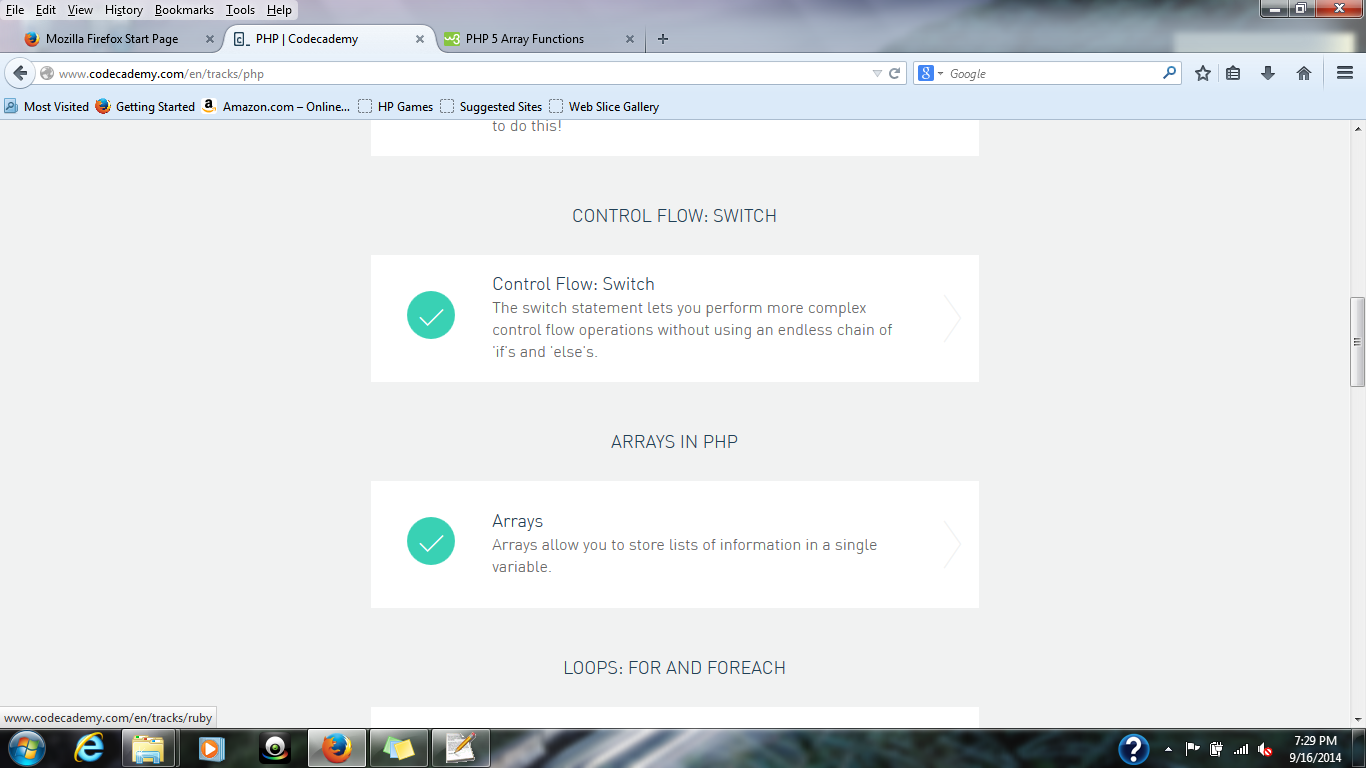 File Edit View History Bookmarks Tools Help
Mozilla Firefox Start Page
PHP | Codecademy
PHP 5 Array Functions
www.codecademy.com/en/tracks/php
Google
Most Visited
Getting Started
Amazon.com – Online...
HP Games
Suggested Sites
Web Slice Gallery
to do this!
CONTROL FLOW: SWITCH
Control Flow: Switch
The switch statement lets you perform more complex
control flow operations without using an endless chain of
'if's and 'else's.
ARRAYS IN PHP
Arrays
Arrays allow you to store lists of information in a single
variable.
LOOPS: FOR AND FOREACH
www.codecademy.com/en/tracks/ruby
7:29 PM
9/16/2014